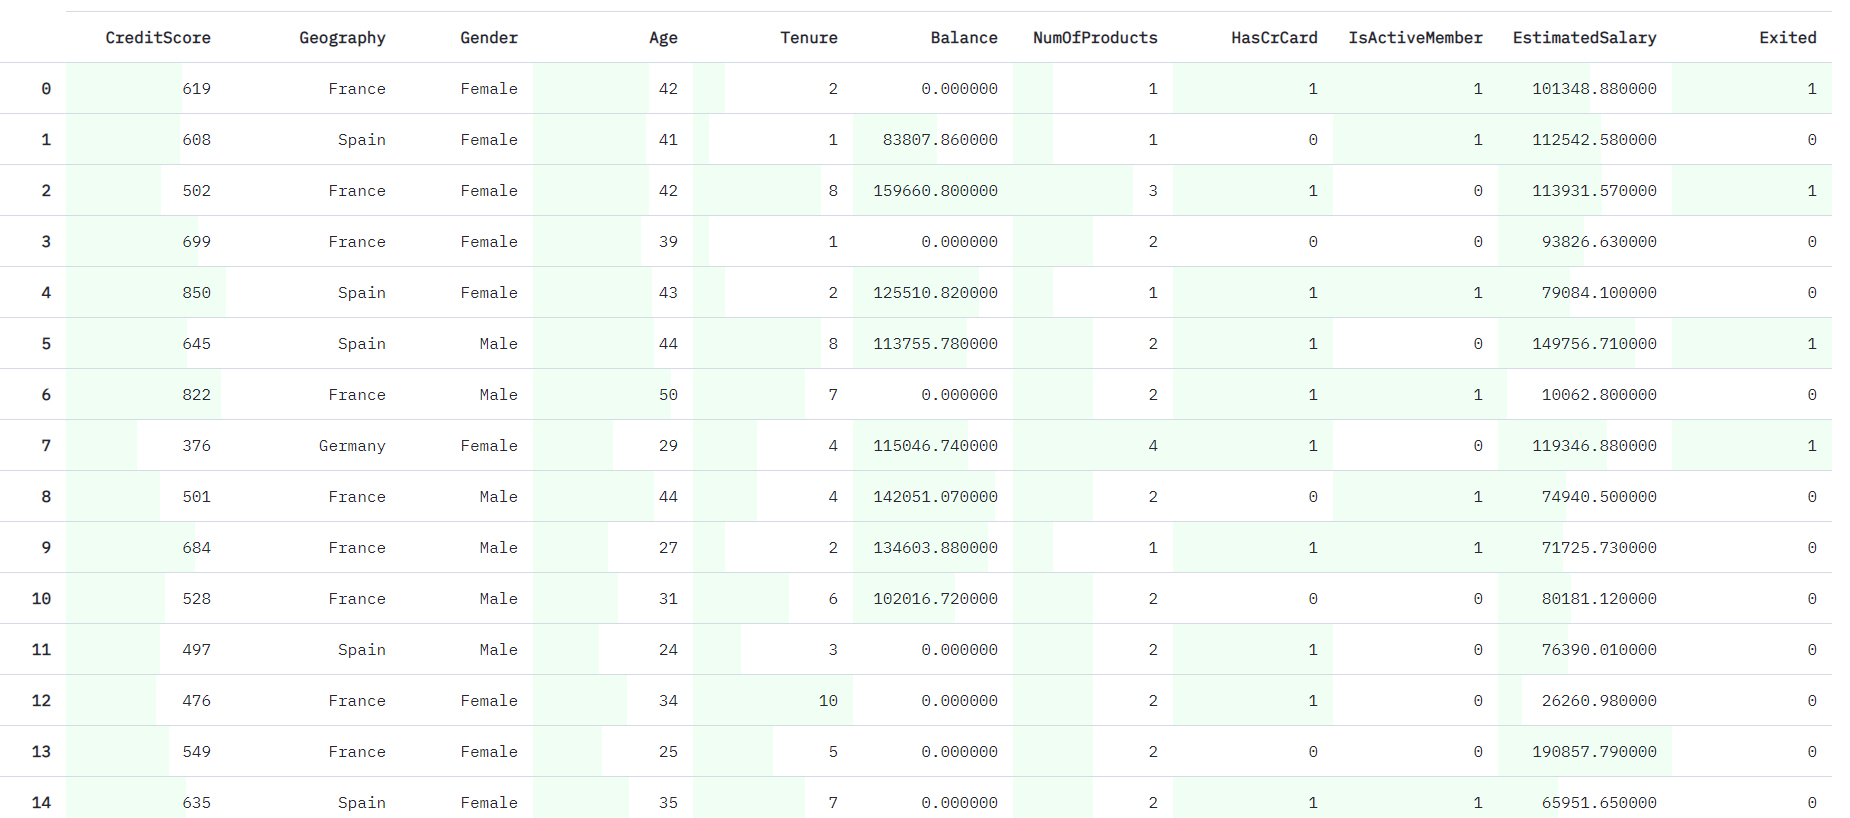 CreditScore Geography Gender Age Tenure Balance NumOfProducts HasCrCard IsActiveMember EstimatedSalary Exited
0 619 France Female 42 2 0.000000 1 1 1 101348.880000 1
1 608 Spain Female 41 1 83807.860000 1 0 1 112542.580000 0
2 502 France Female 42 8 159660.800000 3 1 0 113931.570000 1
3 699 France Female 39 1 0.000000 2 0 0 93826.630000 0
4 850 Spain Female 43 2 125510.820000 1 1 1 79084.100000 0
5 645 Spain Male 44 8 113755.780000 2 1 0 149756.710000 1
6 822 France Male 50 7 0.000000 2 1 1 10062.800000 0
7 376 Germany Female 29 4 115046.740000 4 1 0 119346.880000 1
8 501 France Male 44 4 142051.070000 2 0 1 74940.500000 0
9 684 France Male 27 2 134603.880000 1 1 1 71725.730000 0
10 528 France Male 31 6 102016.720000 2 0 0 80181.120000 0
11 497 Spain Male 24 3 0.000000 2 1 0 76390.010000 0
12 476 France Female 34 10 0.000000 2 1 0 26260.980000 0
13 549 France Female 25 5 0.000000 2 0 0 190857.790000 0
14 635 Spain Female 35 7 0.000000 2 1 1 65951.650000 0